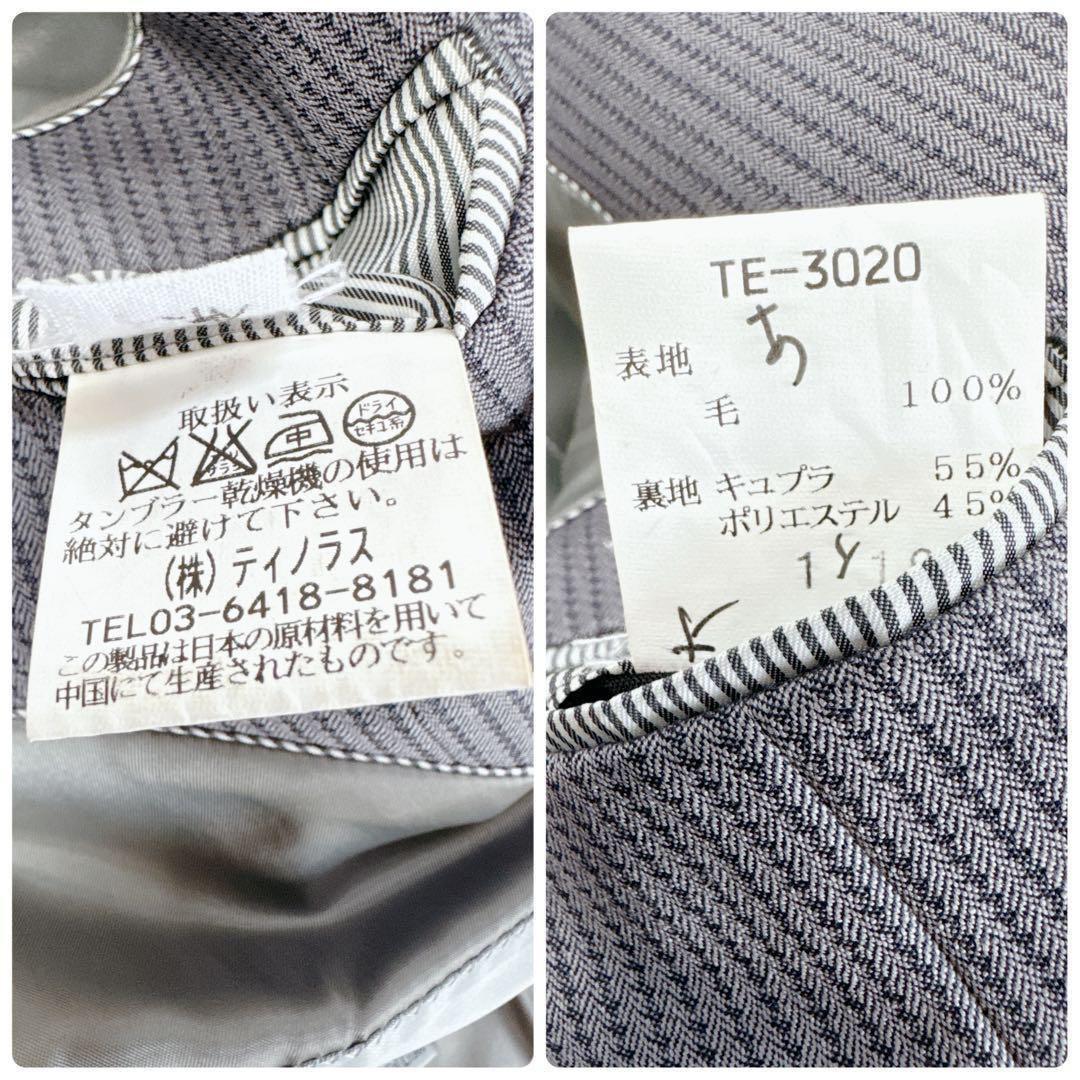 取扱い表示
ドライ
セキユ系
中
タンブラー乾燥機の使用は
絶対に避けて下さい。
(株)ティノラス
TEL03-6418-8181
この製品は日本の原材料を用いて
中国にて生産されたものです。
TE-3020
あ
表地
毛 100%
裏地 キュプラ 55%
ポリエステル 45%